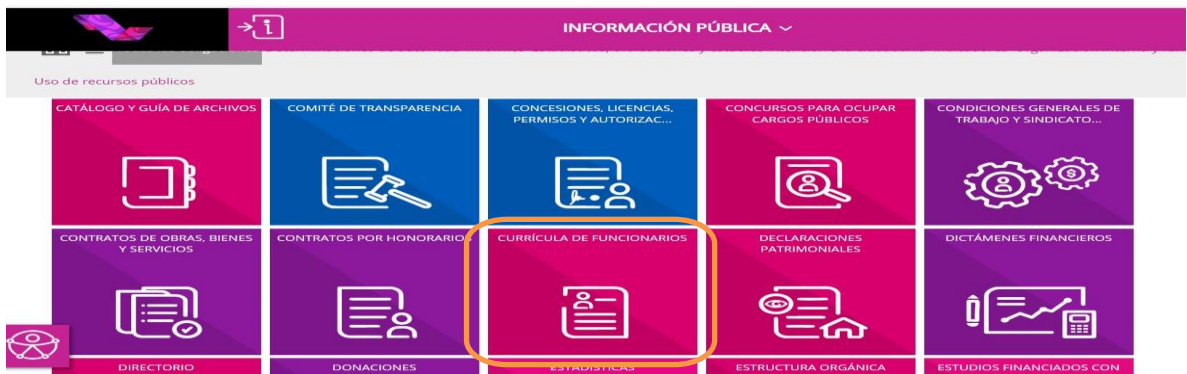 INFORMACIÓN PÚBLICA
Uso de recursos públicos
CATÁLOGO Y GUÍA DE ARCHIVOS
COMITÉ DE TRANSPARENCIA
CONCESIONES, LICENCIAS,
PERMISOS Y AUTORIZAC...
CONCURSOS PARA OCUPAR
CARGOS PÚBLICOS
CONDICIONES GENERALES DE
TRABAJO Y SINDICATO...
CONTRATOS DE OBRAS, BIENES
Y SERVICIOS
CONTRATOS POR HONORARIOS
CURRÍCULA DE FUNCIONARIOS
DECLARACIONES
PATRIMONIALES
DICTÁMENES FINANCIEROS
DIRECTORIO
DONACIONES
ESTADÍSTICAS
ESTRUCTURA ORGÁNICA
ESTUDIOS FINANCIADOS CON